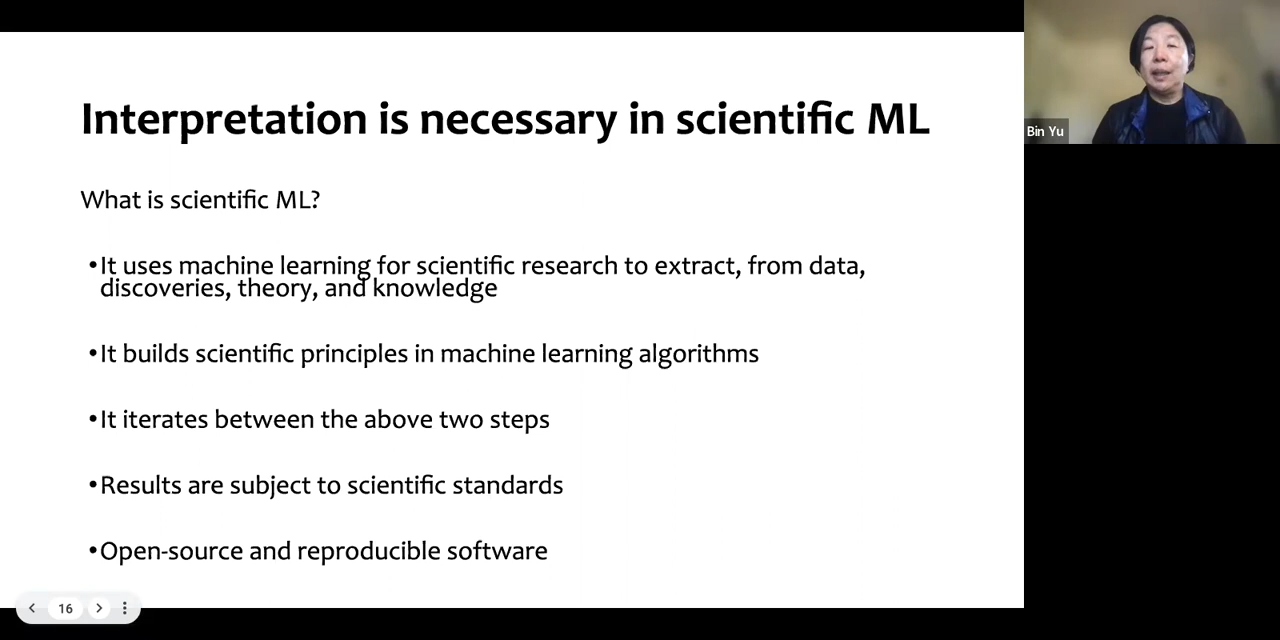 Interpretation is necessary in scientific ML
What is scientific ML?
•It uses machine learning for scientific research to extract, from data,
discoveries, theory, and knowledge
•It builds scientific principles in machine learning algorithms
•It iterates between the above two steps
•Results are subject to scientific standards
•Open-source and reproducible software
16
Bin Yu